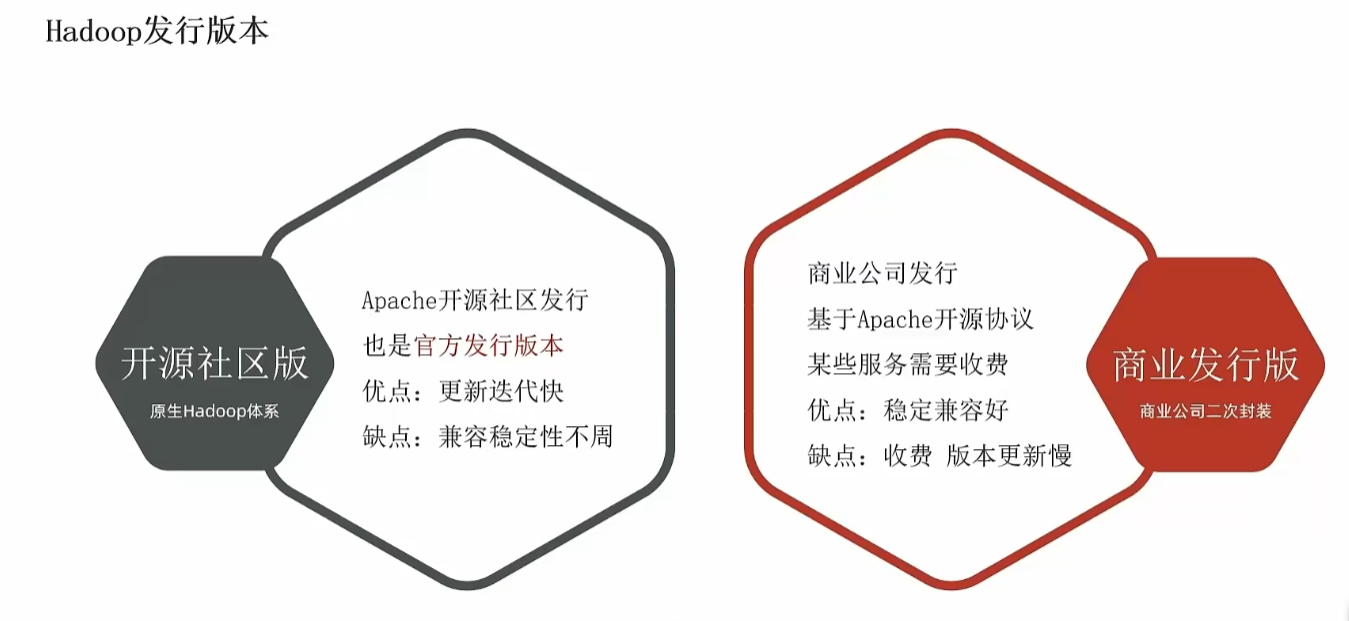 Hadoop发行版本
开源社区版
原生Hadoop体系
Apache开源社区发行
也是官方发行版本
优点：更新迭代快
缺点：兼容稳定性不周
商业公司发行
基于Apache开源协议
某些服务需要收费
优点：稳定兼容好
缺点：收费 版本更新慢
商业发行版
商业公司二次封装